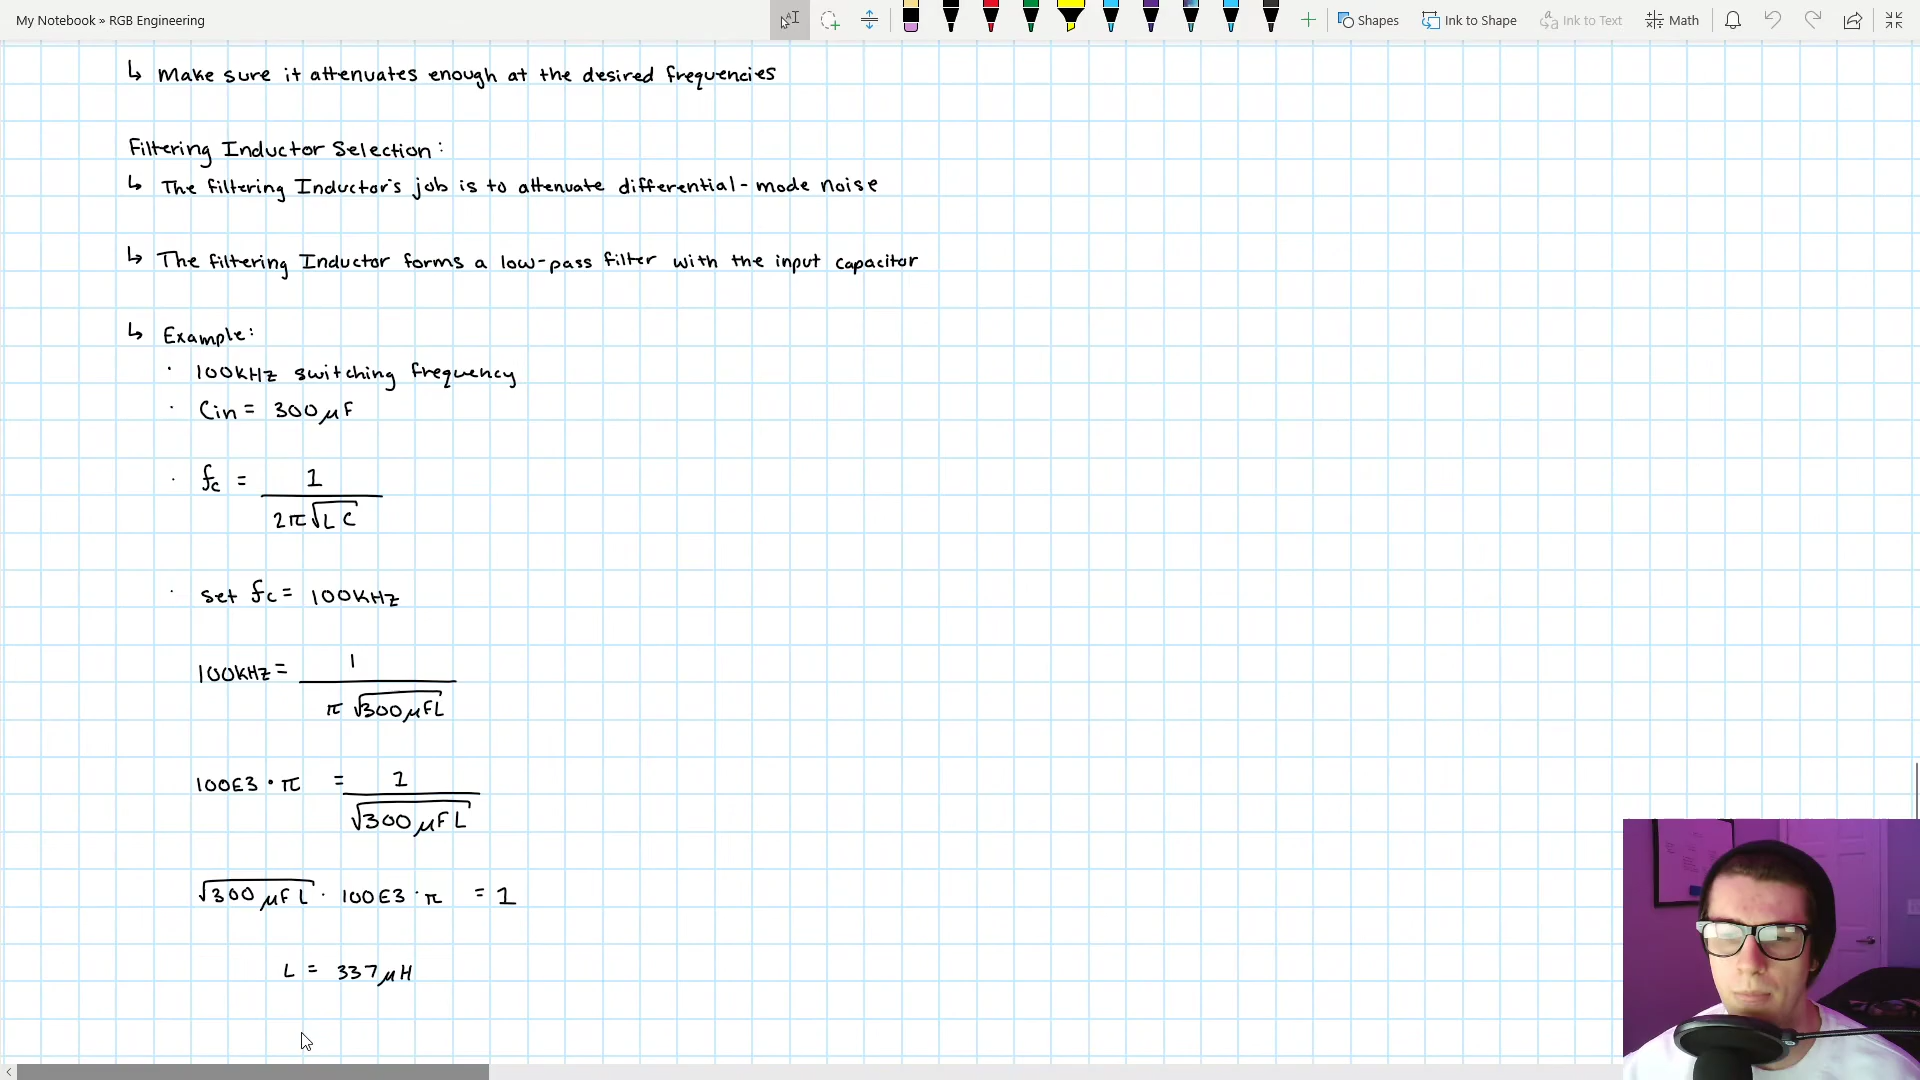 My Notebook » RGB Engineering
Shapes
Ink to Shape
Ink to Text
Math
↳ Make sure it attenuates enough at the desired frequencies
Filtering Inductor Selection:
↳ The filtering Inductor's job is to attenuate differential-mode noise
↳ The filtering Inductor forms a low-pass filter with the input capacitor
↳ Example:
· 100kHz switching frequency
· Cin = 300μF
· fc = 1 / 2π√LC
· set fc = 100kHz
100kHz = 1 / π√300μFL
100E3 · π = 1 / √300μFL
√300μFL · 100E3 · π = 1
L = 337μH